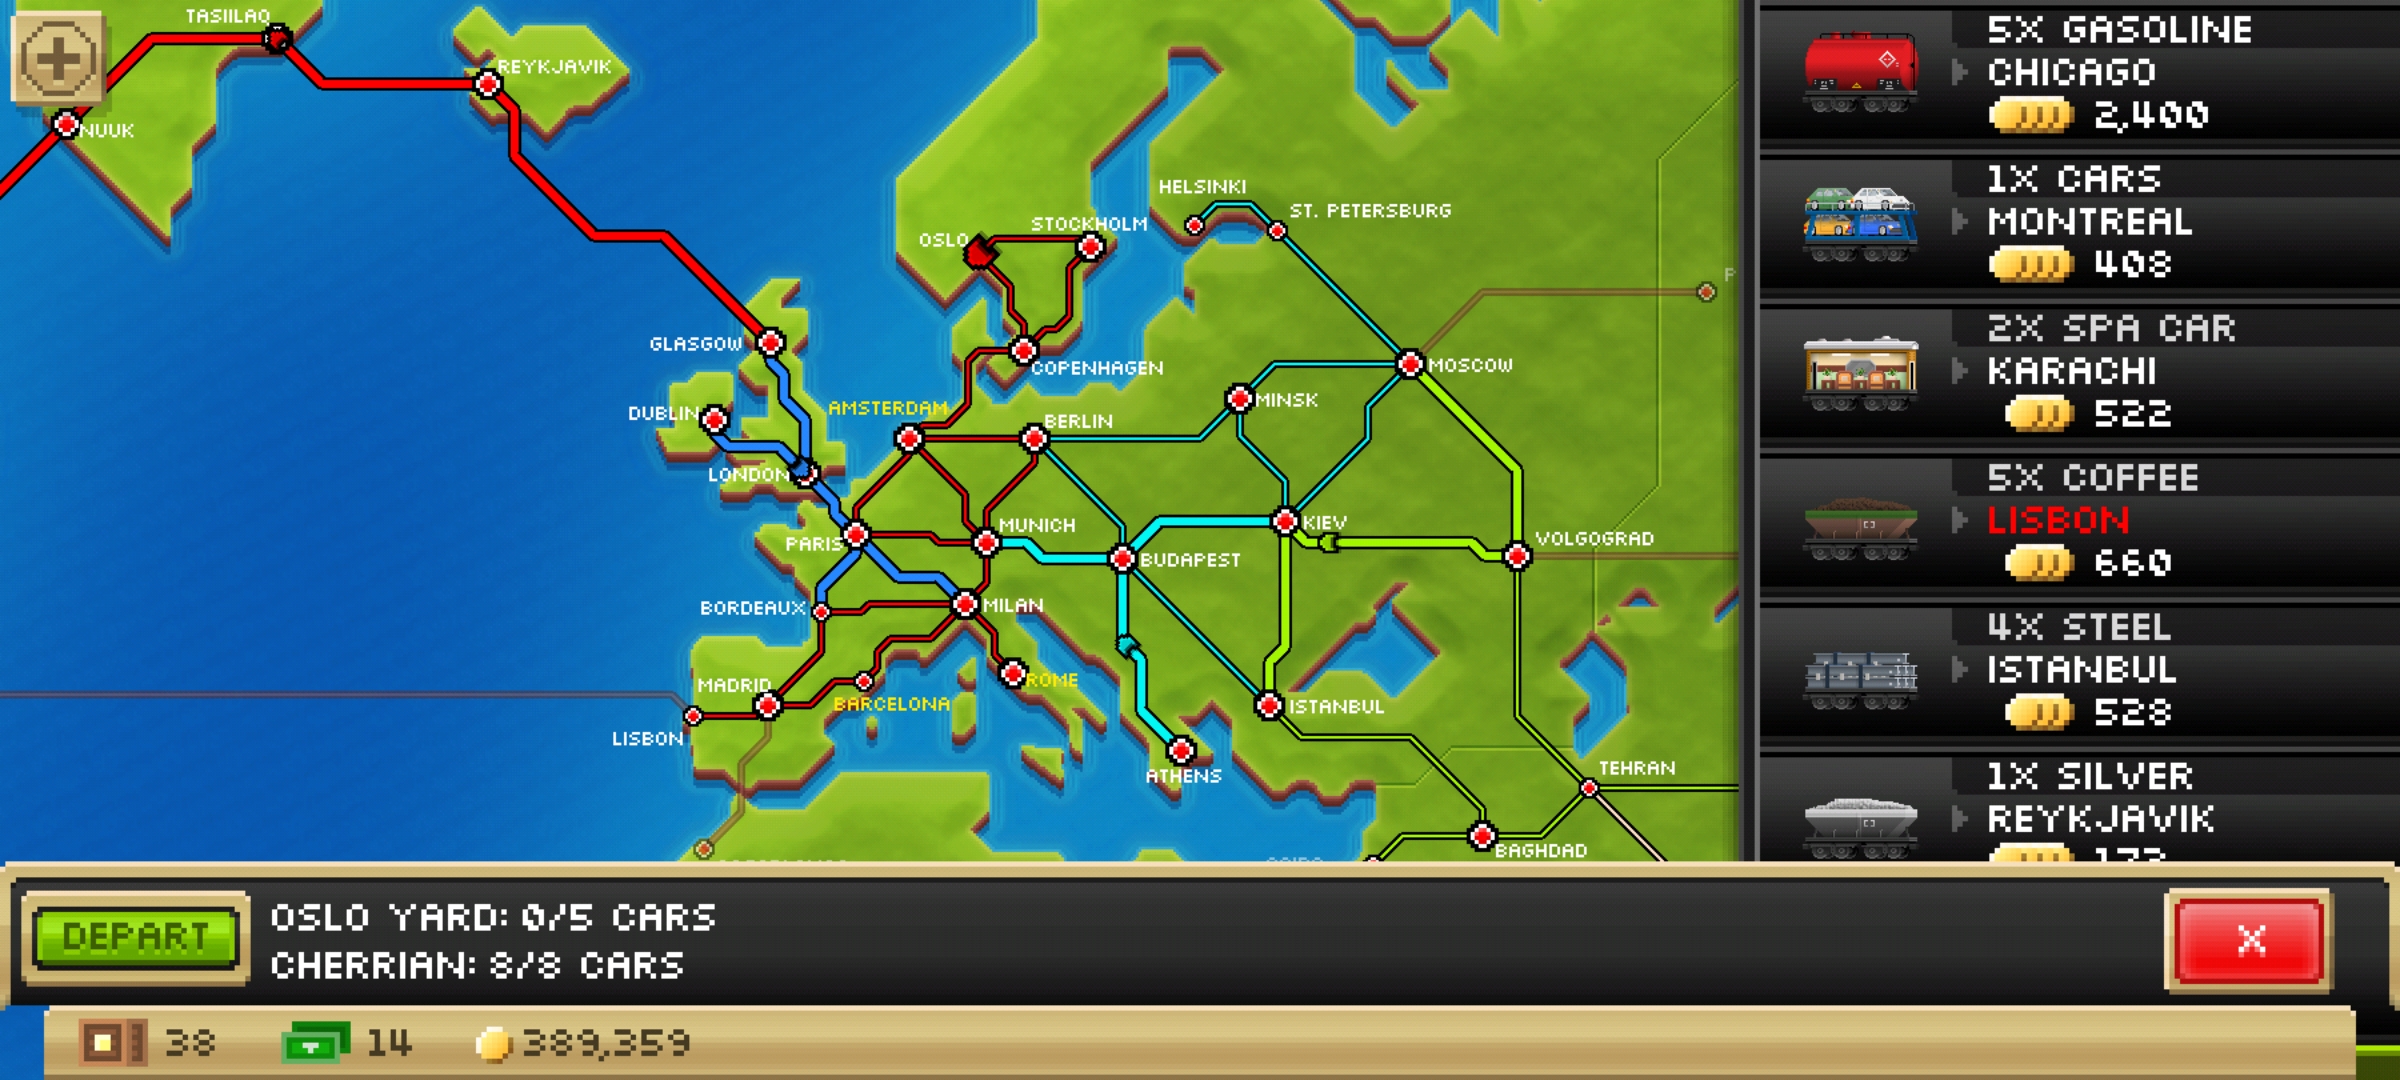 TASIILAQ
REYKJAVIK
NUUK
HELSINKI
ST. PETERSBURG
STOCKHOLM
OSLO
GLASGOW
COPENHAGEN
MOSCOW
AMSTERDAM
MINSK
DUBLIN
BERLIN
LONDON
MUNICH
KIEV
PARIS
VOLGOGRAD
BUDAPEST
BORDEAUX
MILAN
MADRID
ROME
BARCELONA
ISTANBUL
LISBON
TEHRAN
ATHENS
BAGHDAD
5X GASOLINE
CHICAGO
2,400
1X CARS
MONTREAL
408
2X SPA CAR
KARACHI
522
5X COFFEE
LISBON
660
4X STEEL
ISTANBUL
528
1X SILVER
REYKJAVIK
DEPART
OSLO YARD: 0/5 CARS
CHERRIAN: 8/8 CARS
X
38
14
389,359